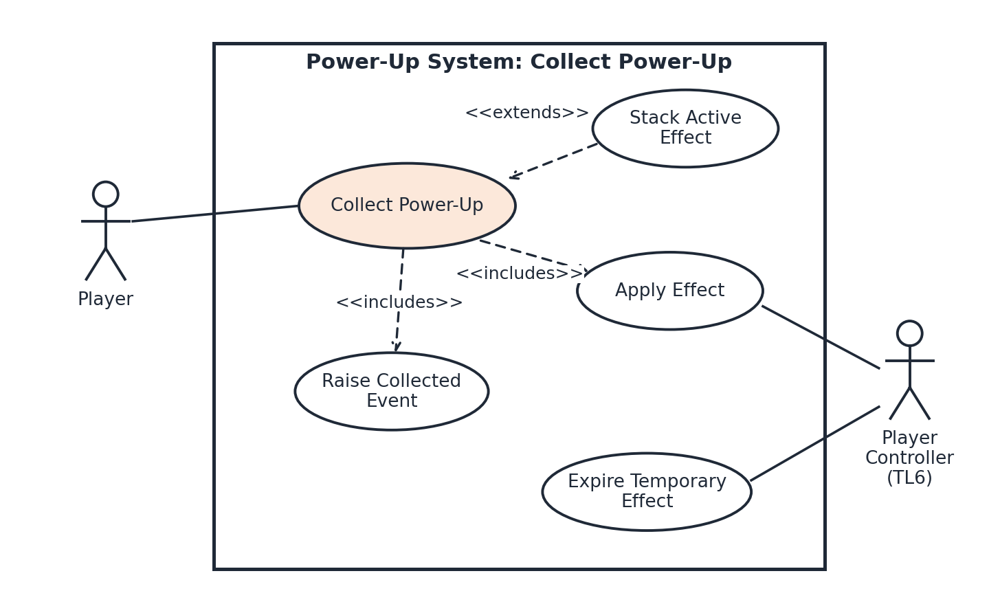 Power-Up System: Collect Power-Up
<<extends>>
Stack Active
Effect
Collect Power-Up
Player
<<includes>>
Apply Effect
<<includes>>
Raise Collected
Event
Player
Controller
(TL6)
Expire Temporary
Effect